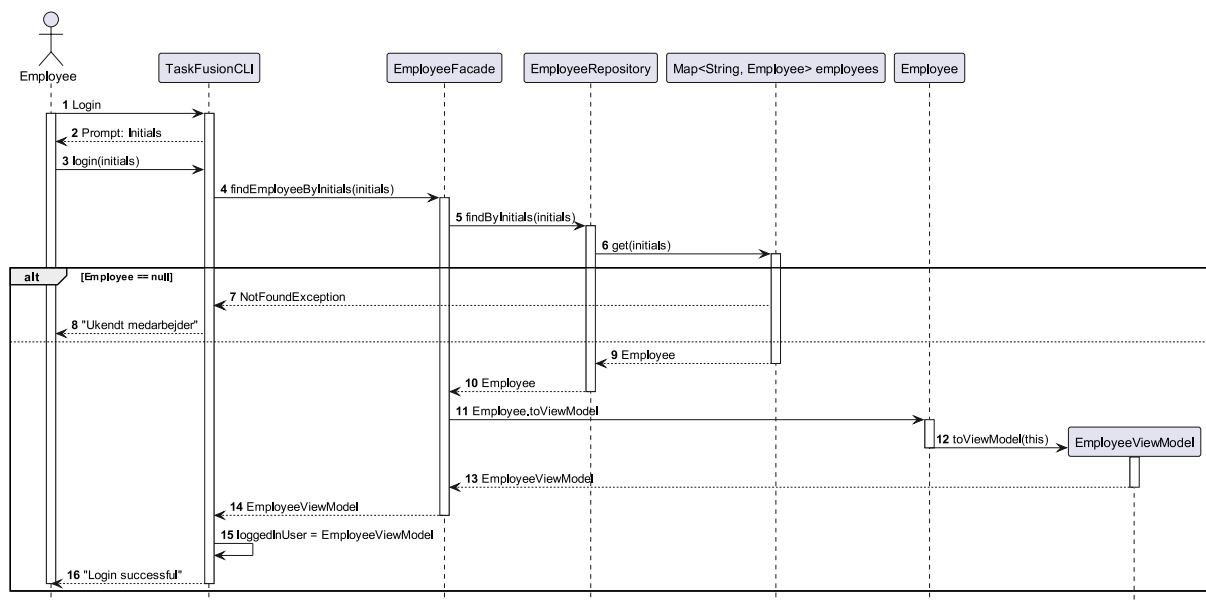 Employee
TaskFusionCLI
EmployeeFacade
EmployeeRepository
Map<String, Employee> employees
Employee
1 Login
2 Prompt: Initials
3 login(initials)
4 findEmployeeByInitials(initials)
5 findByInitials(initials)
6 get(initials)
alt
[Employee == null]
7 NotFoundException
8 "Ukendt medarbejder"
9 Employee
10 Employee
11 Employee.toViewModel
12 toViewModel(this)
EmployeeViewModel
13 EmployeeViewModel
14 EmployeeViewModel
15 loggedInUser = EmployeeViewModel
16 "Login successful"